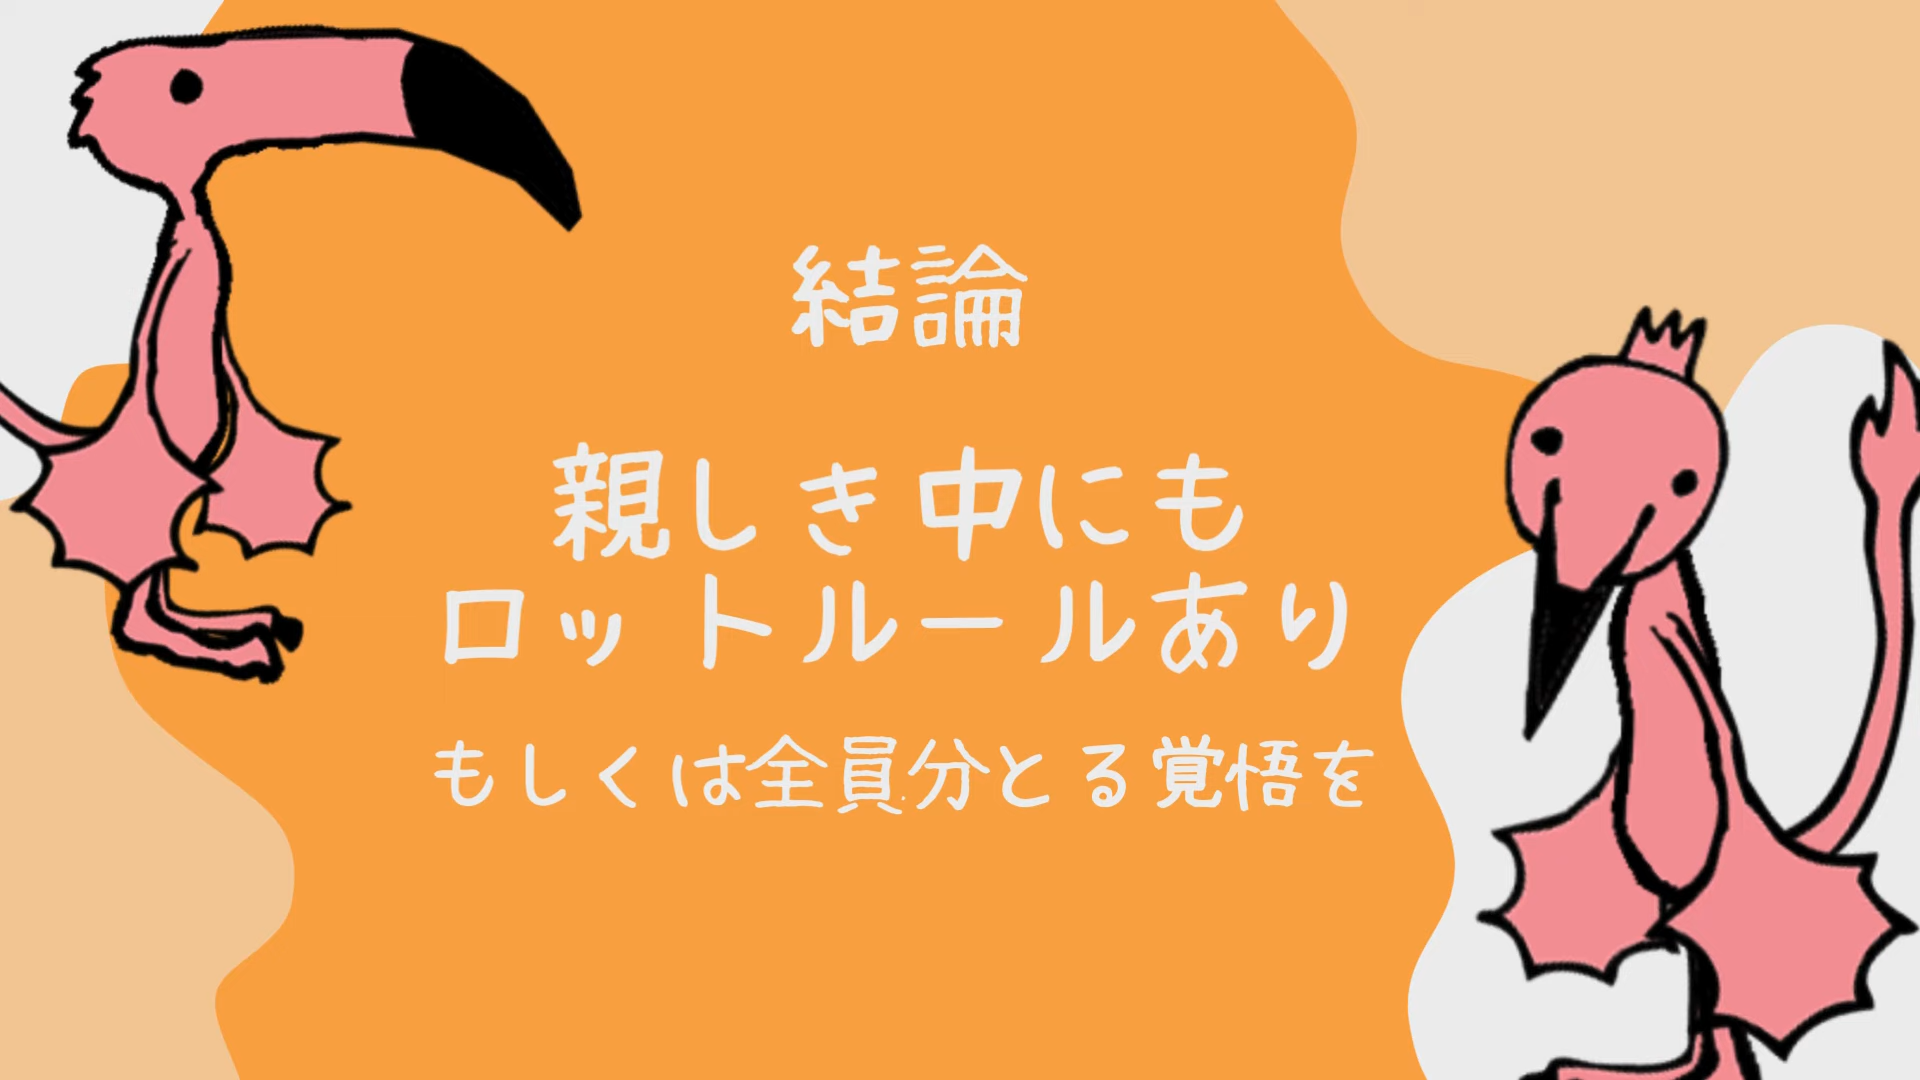 結論
親しき中にも
ロットルールあり
もしくは全員分とる覚悟を